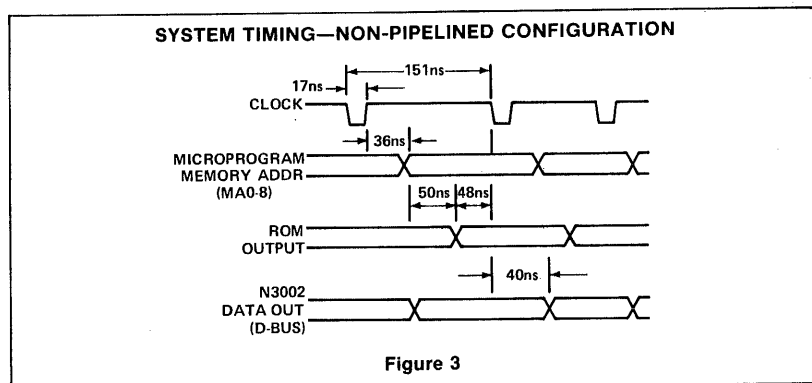 SYSTEM TIMING—NON-PIPELINED CONFIGURATION
151ns
17ns
CLOCK
36ns
MICROPROGRAM
MEMORY ADDR
(MA0-8)
50ns 48ns
ROM
OUTPUT
40ns
N3002
DATA OUT
(D-BUS)
Figure 3